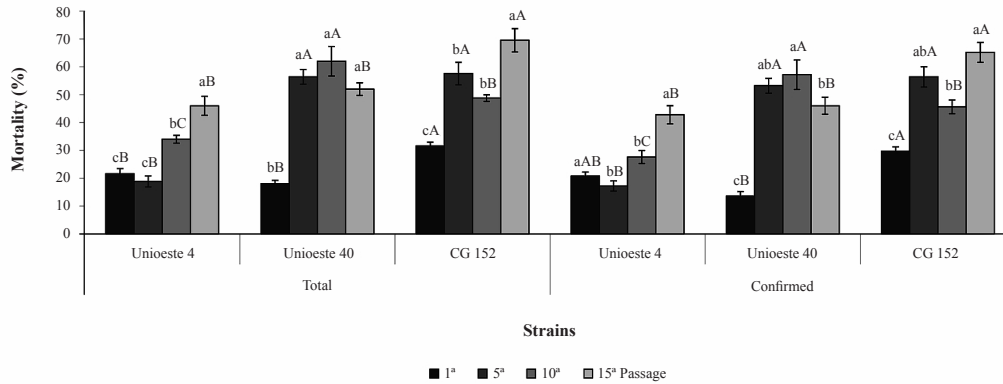 Mortality (%)
80
70
60
50
40
30
20
10
0
cB cB bC aB
bB aA aA aB
cA bA bB aA
aAB bB bC aB
cB abA aA bB
cA abA bB aA
Unioeste 4 Unioeste 40 CG 152 Unioeste 4 Unioeste 40 CG 152
Total Confirmed
Strains
1ª 5ª 10ª 15ª Passage